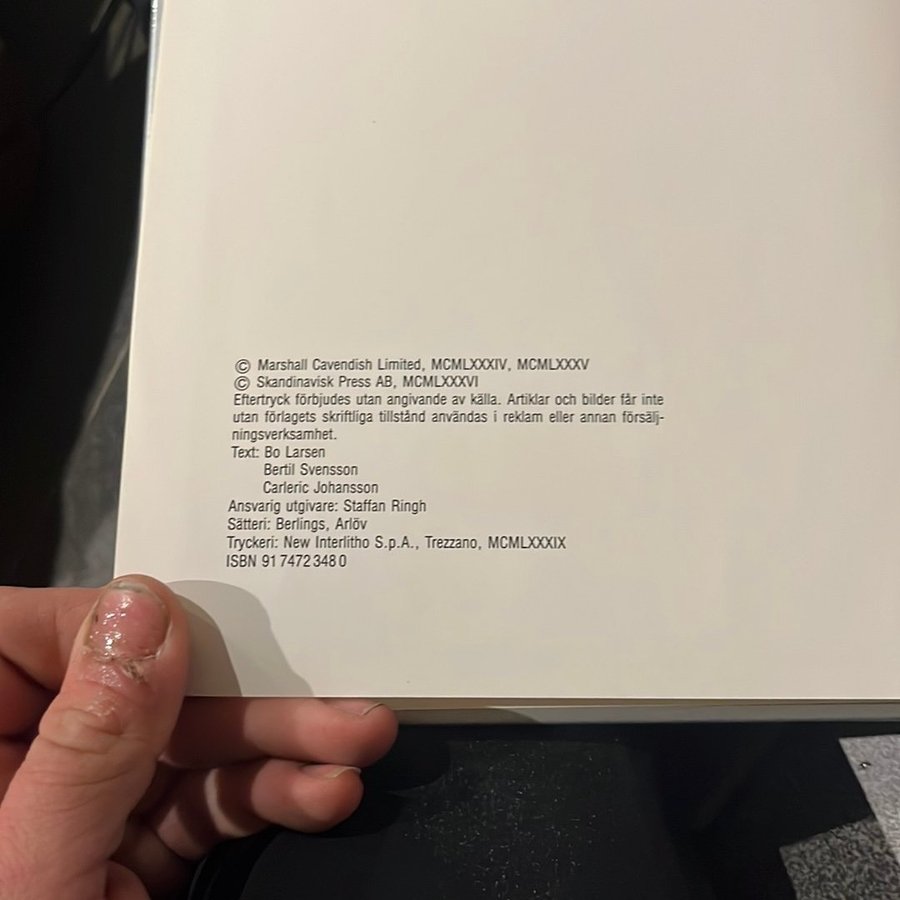 © Marshall Cavendish Limited, MCMLXXXIV, MCMLXXXV
© Skandinavisk Press AB, MCMLXXXVI
Eftertryck förbjudes utan angivande av källa. Artiklar och bilder får inte
utan förlagets skriftliga tillstånd användas i reklam eller annan försälj-
ningsverksamhet.
Text: Bo Larsen
Bertil Svensson
Carleric Johansson
Ansvarig utgivare: Staffan Ringh
Sätteri: Berlings, Arlöv
Tryckeri: New Interlitho S.p.A., Trezzano, MCMLXXXIX
ISBN 91 7472 348 0